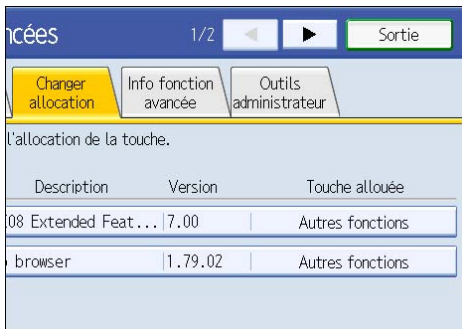 ncées 1/2 Sortie
Changer allocation
Info fonction avancée
Outils administrateur
l'allocation de la touche.
Description Version Touche allouée
08 Extended Feat... 7.00 Autres fonctions
browser 1.79.02 Autres fonctions